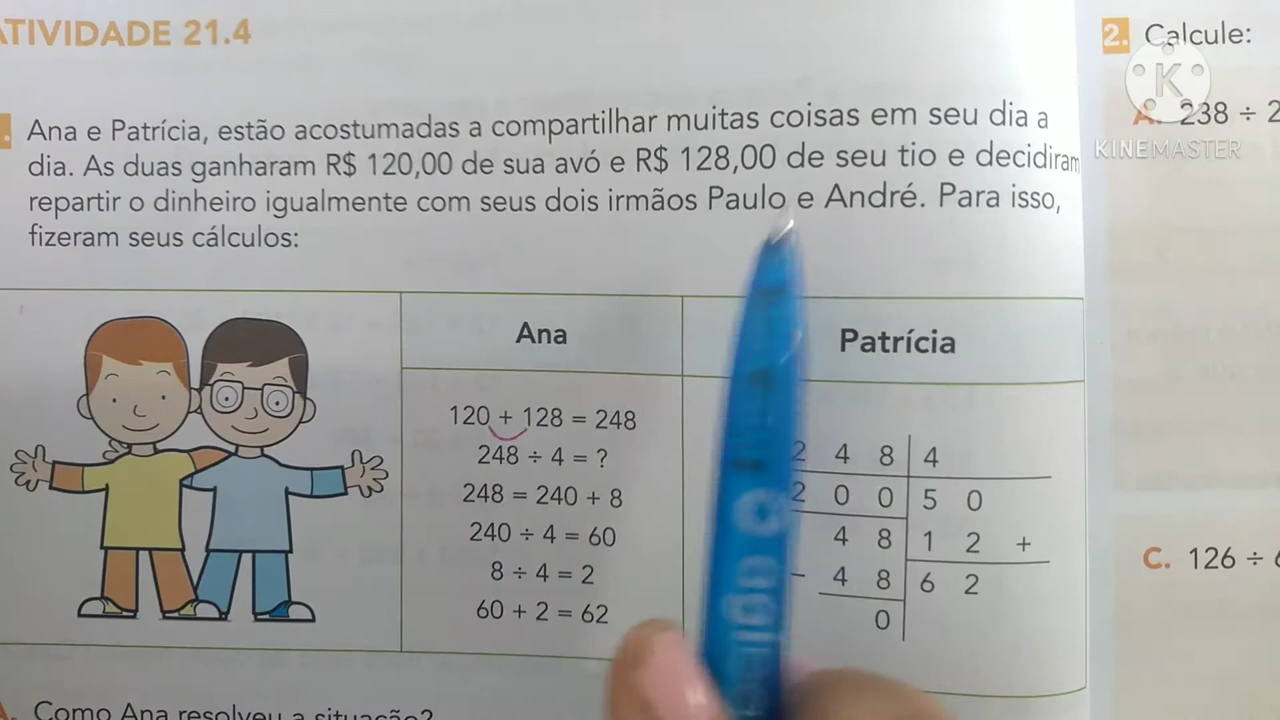 ATIVIDADE 21.4
Ana e Patrícia, estão acostumadas a compartilhar muitas coisas em seu dia a
dia. As duas ganharam R$ 120,00 de sua avó e R$ 128,00 de seu tio e decidiram
repartir o dinheiro igualmente com seus dois irmãos Paulo e André. Para isso,
fizeram seus cálculos:
Ana
120 + 128 = 248
248 ÷ 4 = ?
248 = 240 + 8
240 ÷ 4 = 60
8 ÷ 4 = 2
60 + 2 = 62
Patrícia
2 4 8 4
2 0 0 5 0
4 8 1 2 +
- 4 8 6 2
0
Como Ana resolveu a situação?
2. Calcule:
A. 238 ÷ 2
K
KINEMASTER
C. 126 ÷